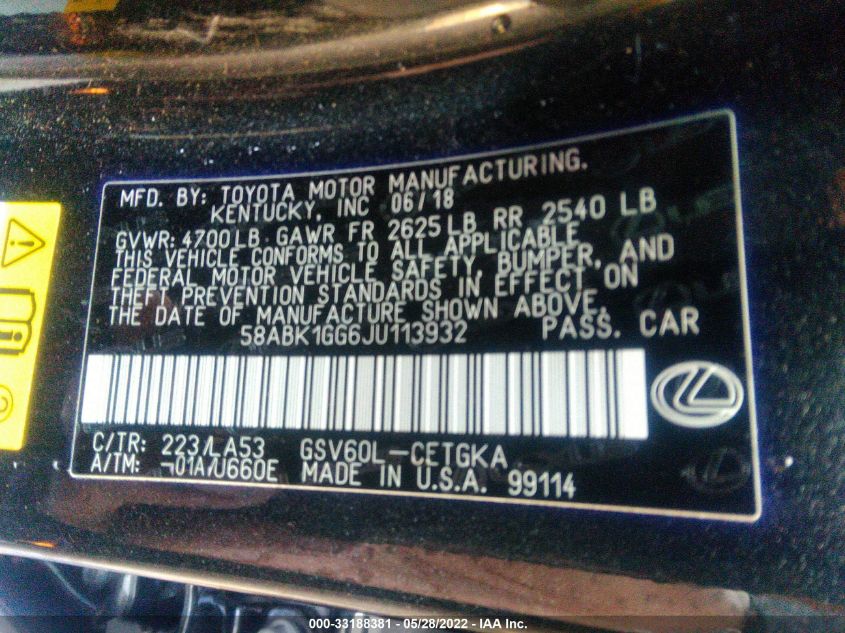 MFD. BY: TOYOTA MOTOR MANUFACTURING.
KENTUCKY, INC 06/18
GVWR: 4700LB GAWR FR 2625LB RR 2540 LB
THIS VEHICLE CONFORMS TO ALL APPLICABLE
FEDERAL MOTOR VEHICLE SAFETY, BUMPER, AND
THEFT PREVENTION STANDARDS IN EFFECT ON
THE DATE OF MANUFACTURE SHOWN ABOVE.
58ABK1GG6JU113932 PASS. CAR
C/TR: 223/LA53 GSV60L-CETGKA
A/TM: ¬01A/U660E MADE IN U.S.A. 99114
000-33188381 - 05/28/2022 - IAA Inc.